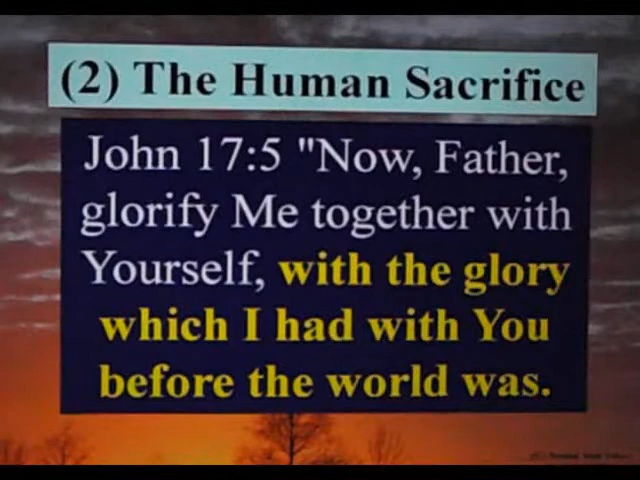 (2) The Human Sacrifice
John 17:5 "Now, Father,
glorify Me together with
Yourself, with the glory
which I had with You
before the world was.